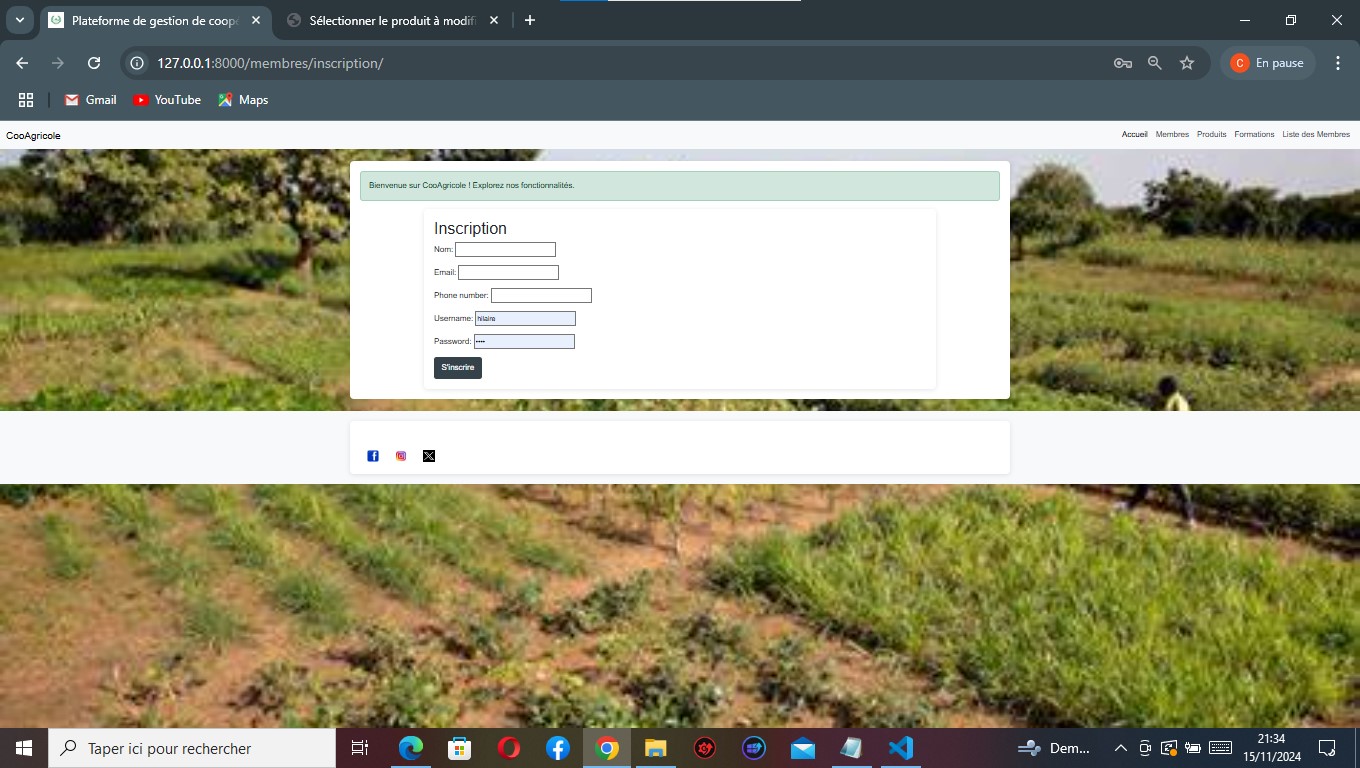 Plateforme de gestion de coopé
Sélectionner le produit à modifi
127.0.0.1:8000/membres/inscription/
C En pause
Gmail YouTube Maps
CooAgricole
Accueil Membres Produits Formations Liste des Membres
Bienvenue sur CooAgricole ! Explorez nos fonctionnalités.
Inscription
Nom:
Email:
Phone number:
Username: hilaire
Password: ••••
S'inscrire
Taper ici pour rechercher
Dem...
21:34
15/11/2024